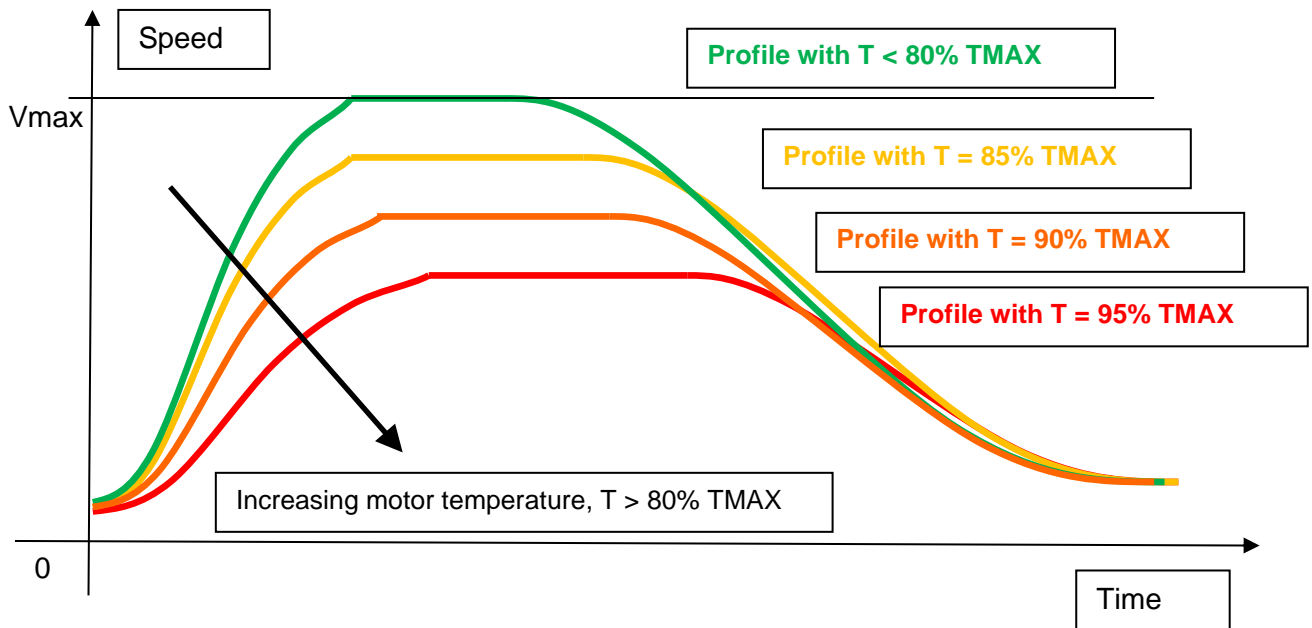 Speed
Profile with T < 80% TMAX
Vmax
Profile with T = 85% TMAX
Profile with T = 90% TMAX
Profile with T = 95% TMAX
Increasing motor temperature, T > 80% TMAX
0
Time